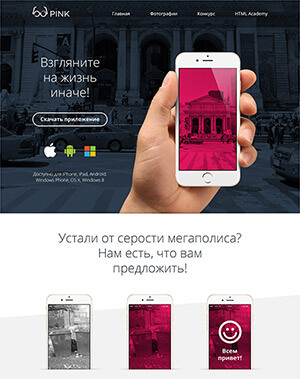 PINK
Главная Фотографии Конкурс HTML Academy
Взгляните
на жизнь
иначе!
Скачать приложение
Доступно для iPhone, iPad, Android
Windows Phone, OS X, Windows 8
Устали от серости мегаполиса?
Нам есть, что вам
предложить!
Всем
привет!